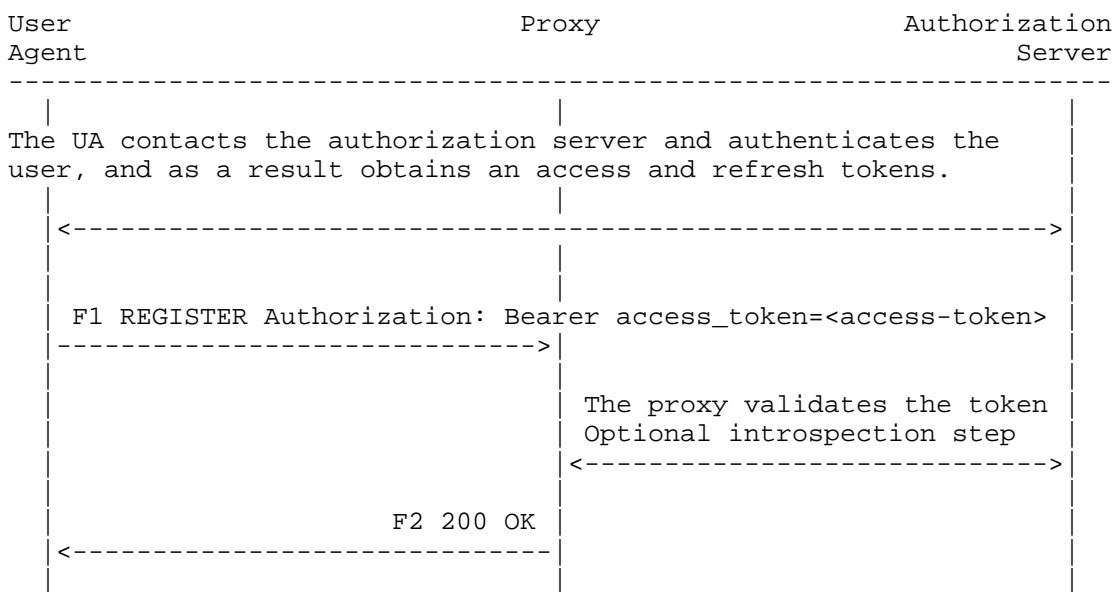 User Proxy Authorization
Agent Server
The UA contacts the authorization server and authenticates the
user, and as a result obtains an access and refresh tokens.
F1 REGISTER Authorization: Bearer access_token=<access-token>
The proxy validates the token
Optional introspection step
F2 200 OK